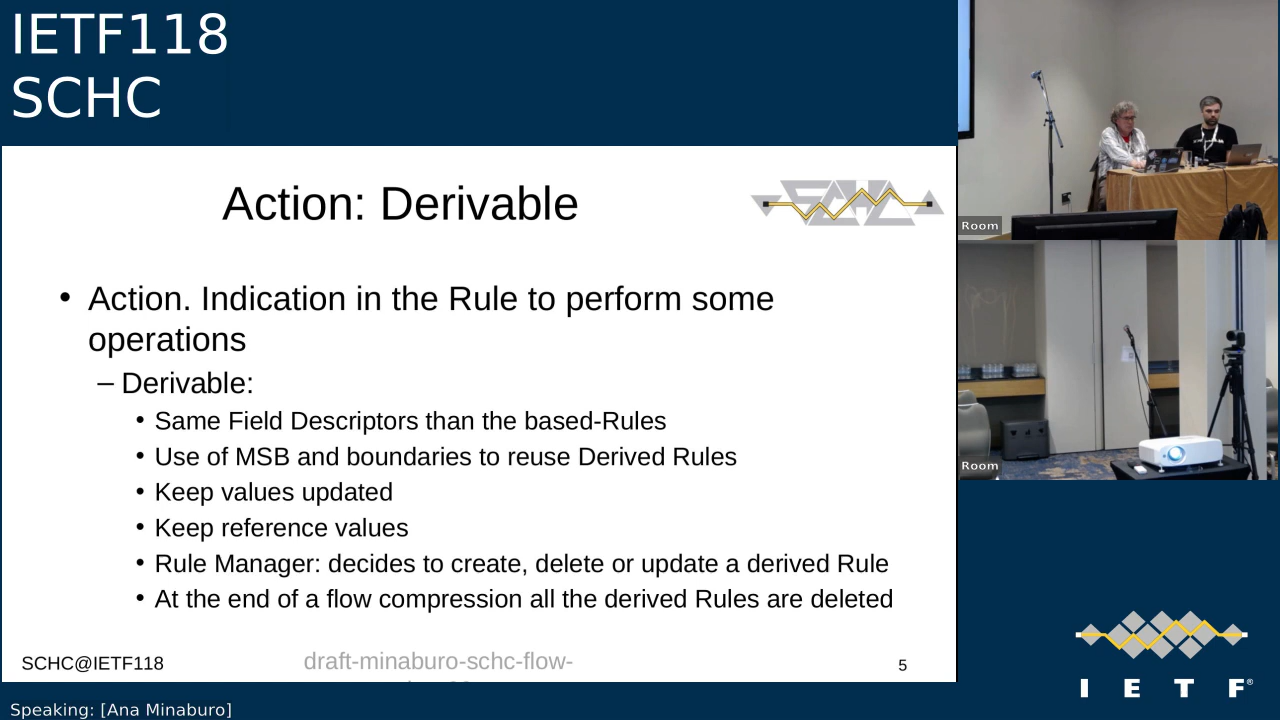 IETF118
SCHC
Action: Derivable
SCHC
• Action. Indication in the Rule to perform some
operations
– Derivable:
• Same Field Descriptors than the based-Rules
• Use of MSB and boundaries to reuse Derived Rules
• Keep values updated
• Keep reference values
• Rule Manager: decides to create, delete or update a derived Rule
• At the end of a flow compression all the derived Rules are deleted
SCHC@IETF118
draft-minaburo-schc-flow-
5
Room
Room
I E T F®
Speaking: [Ana Minaburo]